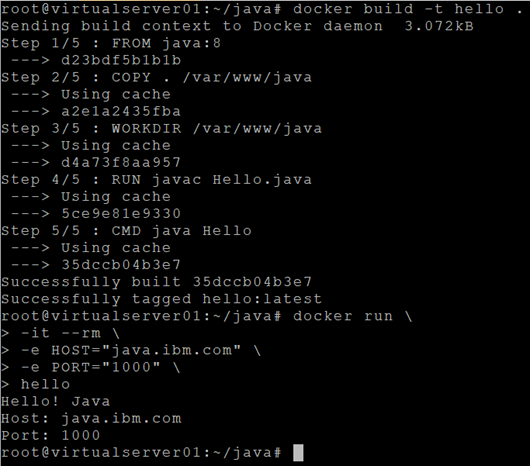 root@virtualserver01:~/java# docker build -t hello .
Sending build context to Docker daemon  3.072kB
Step 1/5 : FROM java:8
 ---> d23bdf5b1b1b
Step 2/5 : COPY . /var/www/java
 ---> Using cache
 ---> a2e1a2435fba
Step 3/5 : WORKDIR /var/www/java
 ---> Using cache
 ---> d4a73f8aa957
Step 4/5 : RUN javac Hello.java
 ---> Using cache
 ---> 5ce9e81e9330
Step 5/5 : CMD java Hello
 ---> Using cache
 ---> 35dccb04b3e7
Successfully built 35dccb04b3e7
Successfully tagged hello:latest
root@virtualserver01:~/java# docker run \
> -it --rm \
> -e HOST="java.ibm.com" \
> -e PORT="1000" \
> hello
Hello! Java
Host: java.ibm.com
Port: 1000
root@virtualserver01:~/java#